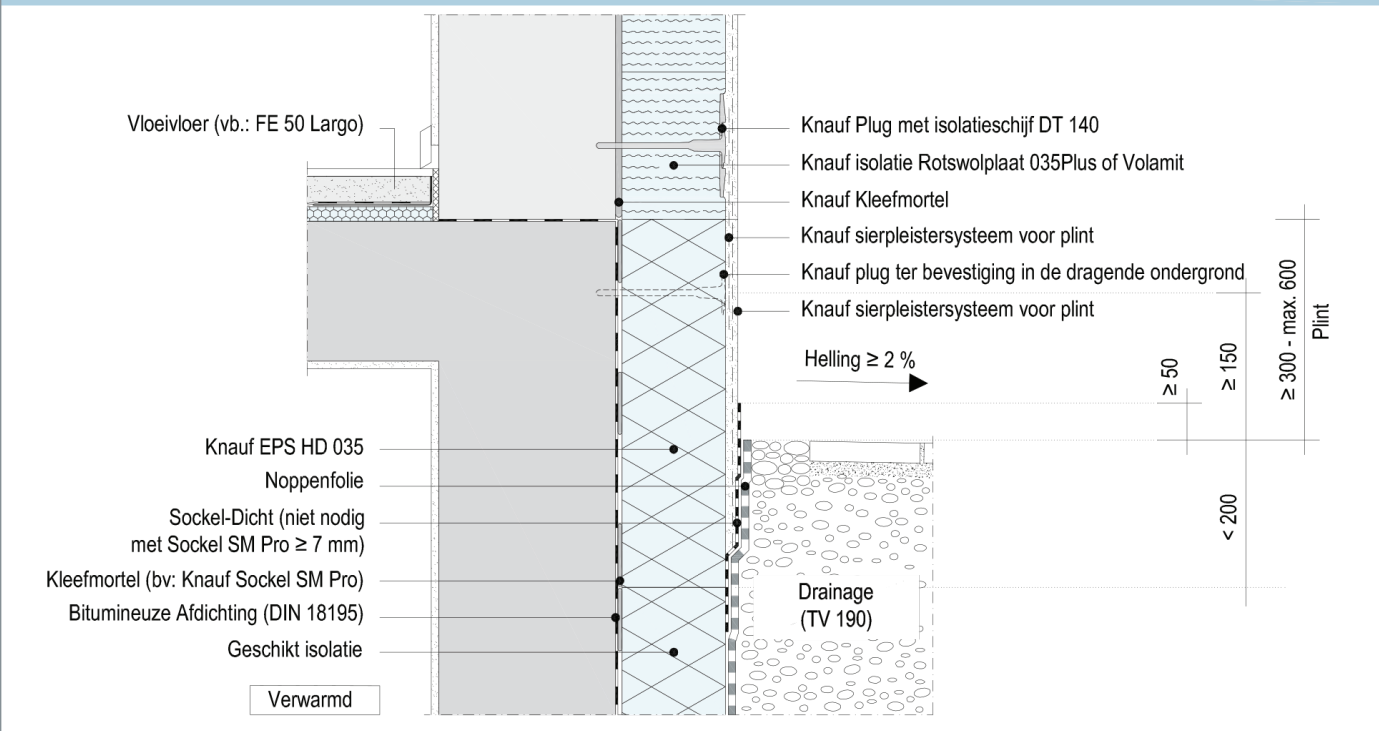 Vloeivloer (vb.: FE 50 Largo)
Knauf Plug met isolatieschijf DT 140
Knauf isolatie Rotswolplaat 035Plus of Volamit
Knauf Kleefmortel
Knauf sierpleistersysteem voor plint
Knauf plug ter bevestiging in de dragende ondergrond
Knauf sierpleistersysteem voor plint
Helling ≥ 2 %
≥ 50
≥ 150
≥ 300 - max. 600
Plint
< 200
Knauf EPS HD 035
Noppenfolie
Sockel-Dicht (niet nodig
met Sockel SM Pro ≥ 7 mm)
Kleefmortel (bv: Knauf Sockel SM Pro)
Bitumineuze Afdichting (DIN 18195)
Geschikt isolatie
Verwarmd
Drainage
(TV 190)